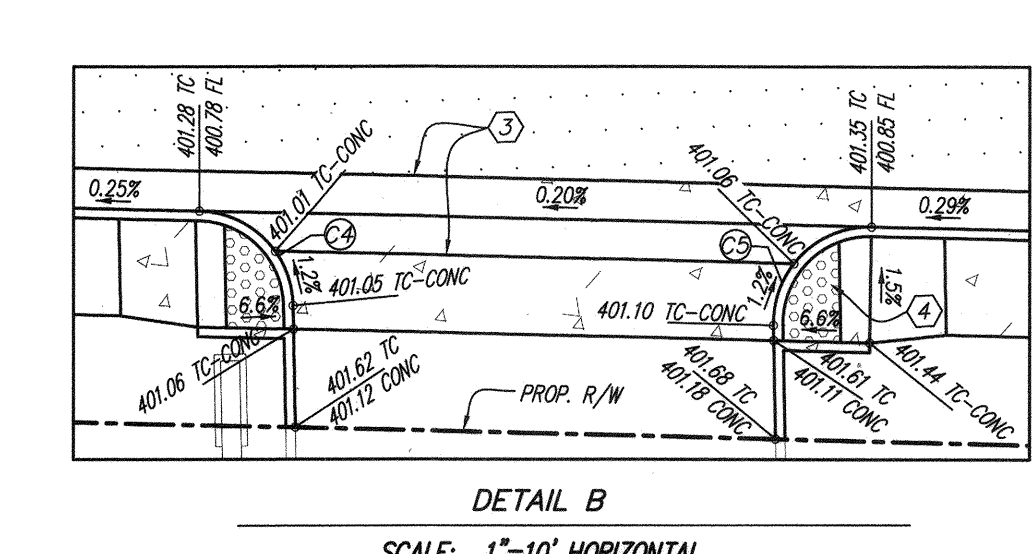 401.28 TC
400.78 FL
401.01 TC-CONC
3
401.06 TC-CONC
401.35 TC
400.85 FL
0.25%
0.20%
0.29%
C4
C5
1.2%
401.05 TC-CONC
1.2%
1.5%
6.6%
401.10 TC-CONC
6.6%
4
401.06 TC-CONC
401.62 TC
401.12 CONC
401.68 TC
401.18 CONC
401.61 TC
401.11 CONC
401.44 TC-CONC
PROP. R/W
DETAIL B
SCALE: 1"=10' HORIZONTAL